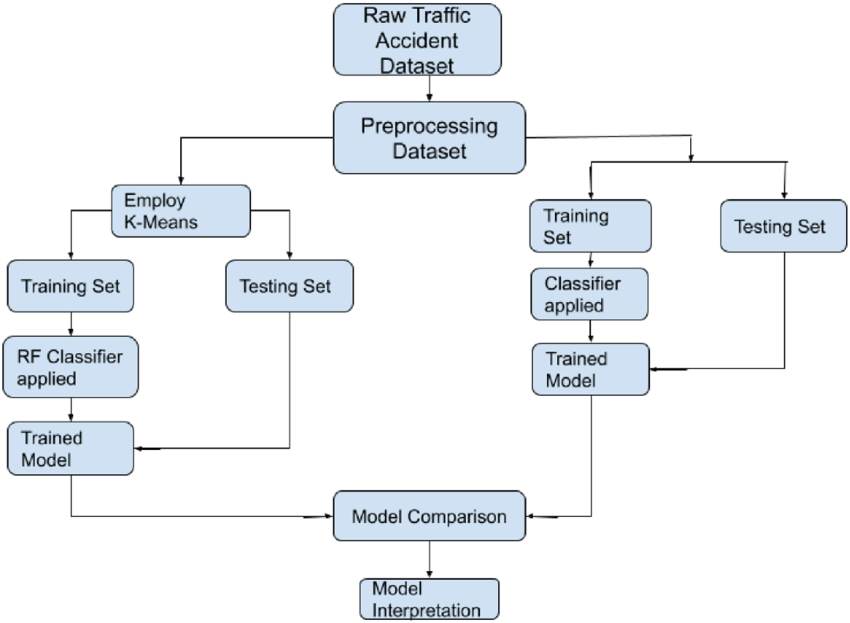 Raw Traffic
Accident
Dataset
Preprocessing
Dataset
Employ
K-Means
Training Set
Testing Set
RF Classifier
applied
Trained
Model
Training
Set
Testing Set
Classifier
applied
Trained
Model
Model Comparison
Model
Interpretation